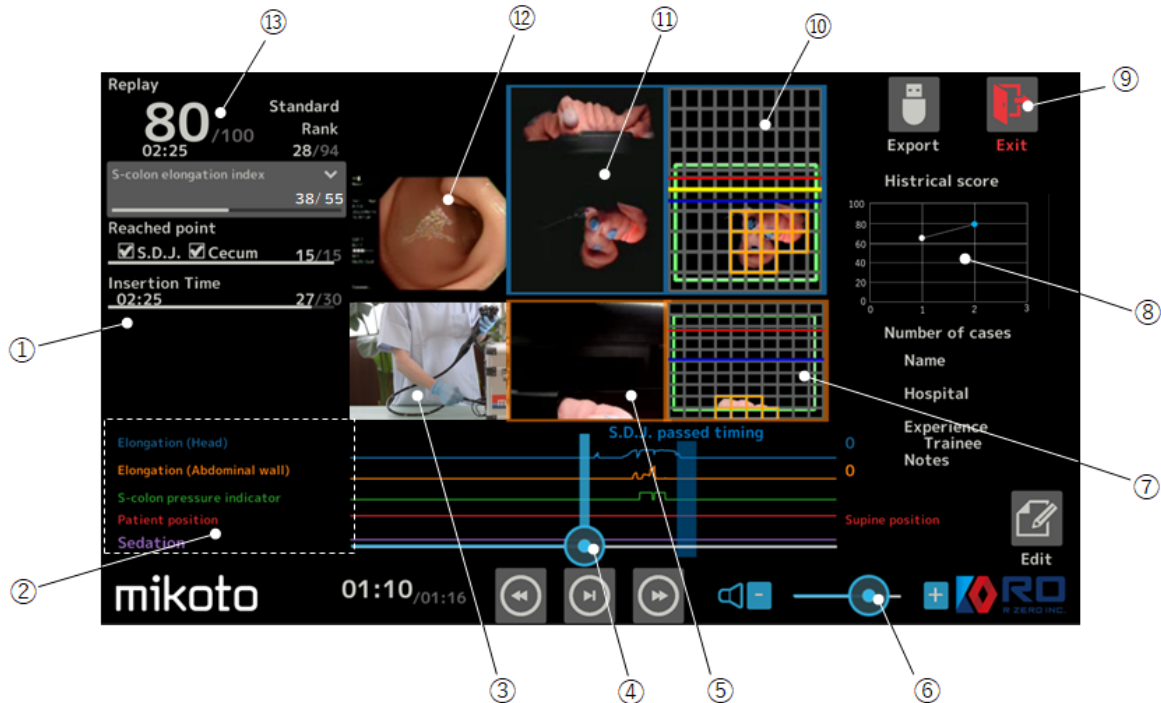 ⑬
⑫
⑪
⑩
⑨
Replay
80/100
02:25
Standard
Rank
28/94
S-colon elongation index
38/ 55
Reached point
S.D.J. Cecum 15/15
Insertion Time
02:25 27/30
①
Export
Exit
Histrical score
100
80
60
40
20
0
0 1 2 3
⑧
Number of cases
Name
Hospital
Experience
Trainee
Notes
⑦
S.D.J. passed timing
Elongation (Head) 0
Elongation (Abdominal wall) 0
S-colon pressure indicator
Patient position Supine position
Sedation
②
Edit
mikoto
01:10/01:16
- +
RO
R ZERO INC.
③
④
⑤
⑥